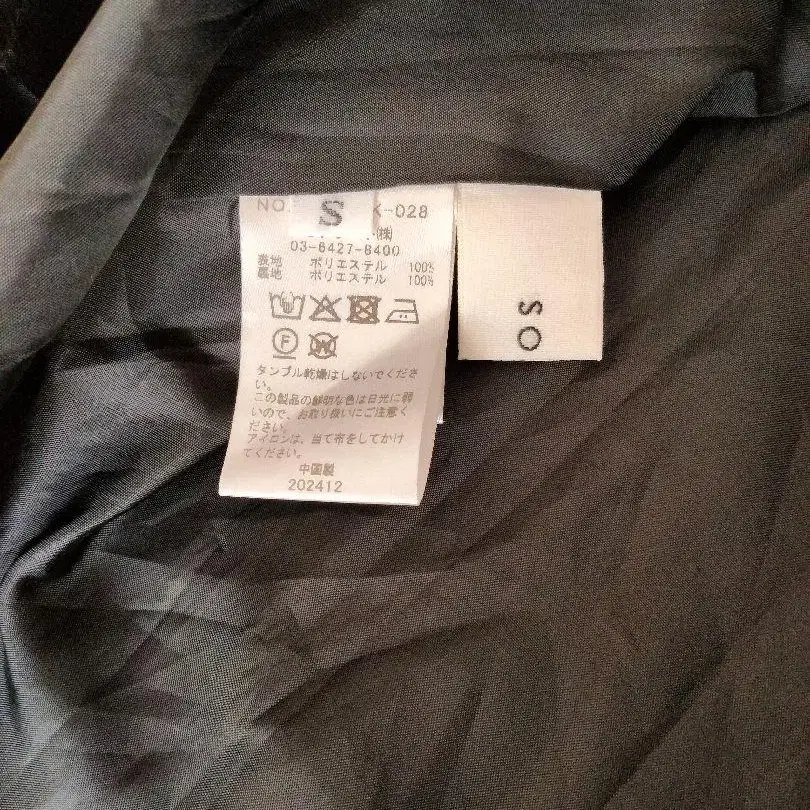 NO. S K-028
(株)
03-6427-8400
表地 ポリエステル 100%
裏地 ポリエステル 100%
F W
タンブル乾燥はしないでくださ
い。
この製品の鮮明な色は日光に弱
いので、お取り扱いにご注意く
ださい。
アイロンは、当て布をしてかけ
てください。
中国製
202412
SO